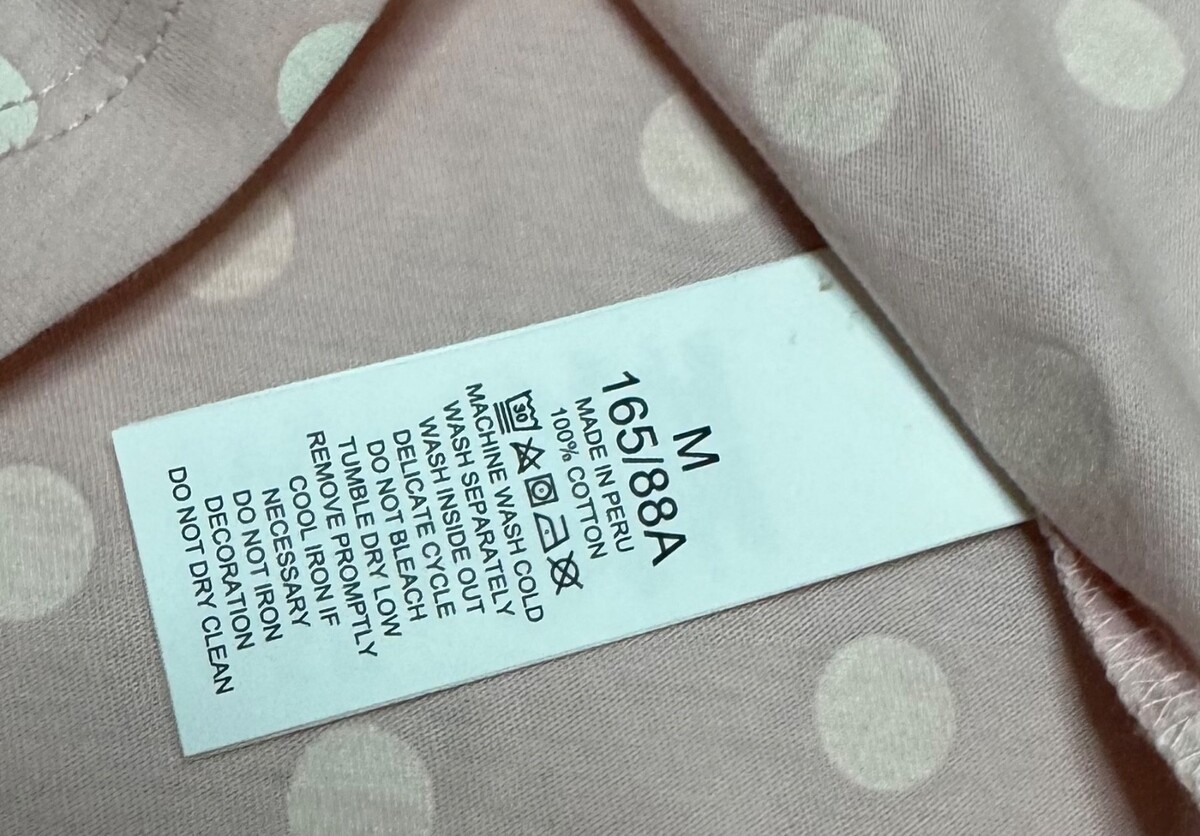 M
165/88A
MADE IN PERU
100% COTTON
30
MACHINE WASH COLD
WASH SEPARATELY
WASH INSIDE OUT
DELICATE CYCLE
DO NOT BLEACH
TUMBLE DRY LOW
REMOVE PROMPTLY
COOL IRON IF
NECESSARY
DO NOT IRON
DECORATION
DO NOT DRY CLEAN